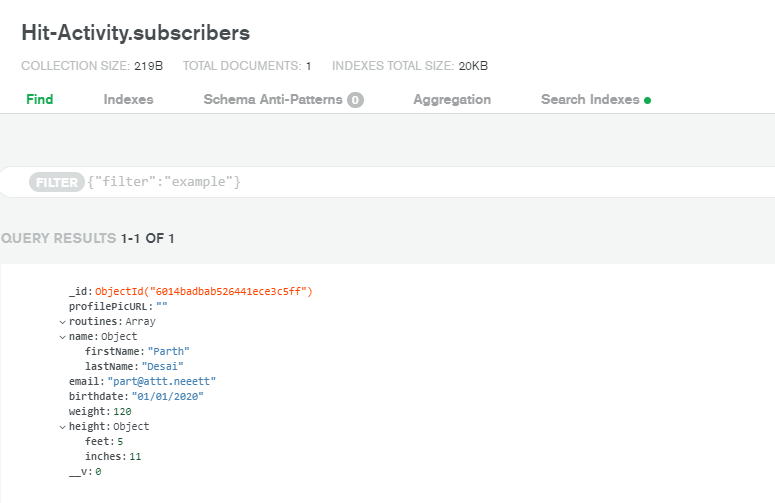 Hit-Activity.subscribers
COLLECTION SIZE: 219B TOTAL DOCUMENTS: 1 INDEXES TOTAL SIZE: 20KB
Find Indexes Schema Anti-Patterns 0 Aggregation Search Indexes
FILTER {"filter":"example"}
QUERY RESULTS 1-1 OF 1
_id: ObjectId("6014badbab526441ece3c5ff")
profilePicURL: ""
routines: Array
name: Object
firstName: "Parth"
lastName: "Desai"
email: "part@attt.neeett"
birthdate: "01/01/2020"
weight: 120
height: Object
feet: 5
inches: 11
__v: 0